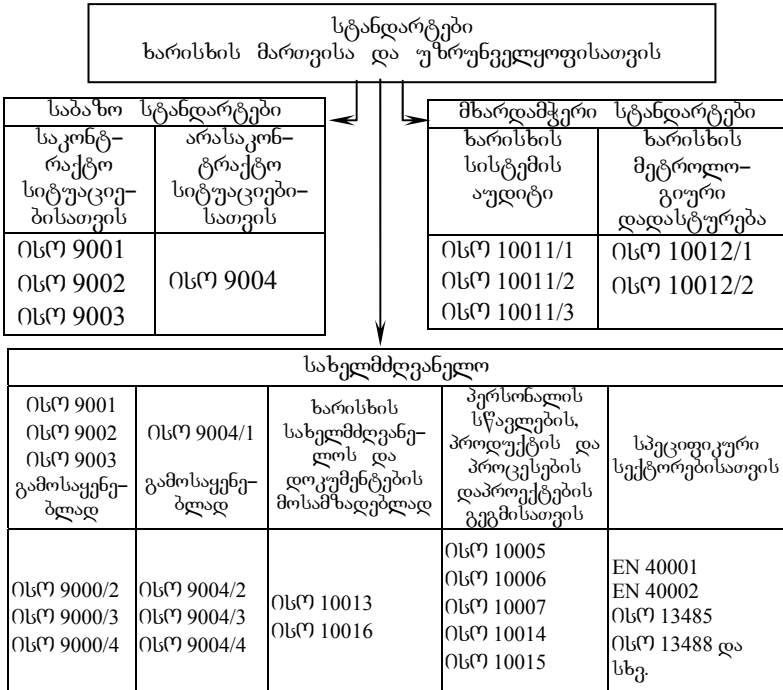 სტანდარტები
ხარისხის მართვისა და უზრუნველყოფისათვის
საბაზო სტანდარტები
საკონტ–
რაქტო
სიტუაციე–
ბისათვის
არასაკონ–
ტრაქტო
სიტუაციები–
სათვის
ისო 9001
ისო 9002
ისო 9003
ისო 9004
მხარდამჭერი სტანდარტები
ხარისხის
სისტემის
აუდიტი
ხარისხის
მეტროლო–
გიური
დადასტურება
ისო 10011/1
ისო 10011/2
ისო 10011/3
ისო 10012/1
ისო 10012/2
სახელმძღვანელო
ისო 9001
ისო 9002
ისო 9003
გამოსაყენე–
ბლად
ისო 9004/1
გამოსაყენე–
ბლად
ხარისხის
სახელმძღვანე–
ლოს და
დოკუმენტების
მოსამზადებლად
პერსონალის
სწავლების,
პროდუქტის და
პროცესების
დაპროექტების
გეგმისათვის
სპეციფიკური
სექტორებისათვის
ისო 9000/2
ისო 9000/3
ისო 9000/4
ისო 9004/2
ისო 9004/3
ისო 9004/4
ისო 10013
ისო 10016
ისო 10005
ისო 10006
ისო 10007
ისო 10014
ისო 10015
EN 40001
EN 40002
ისო 13485
ისო 13488 და
სხვ.